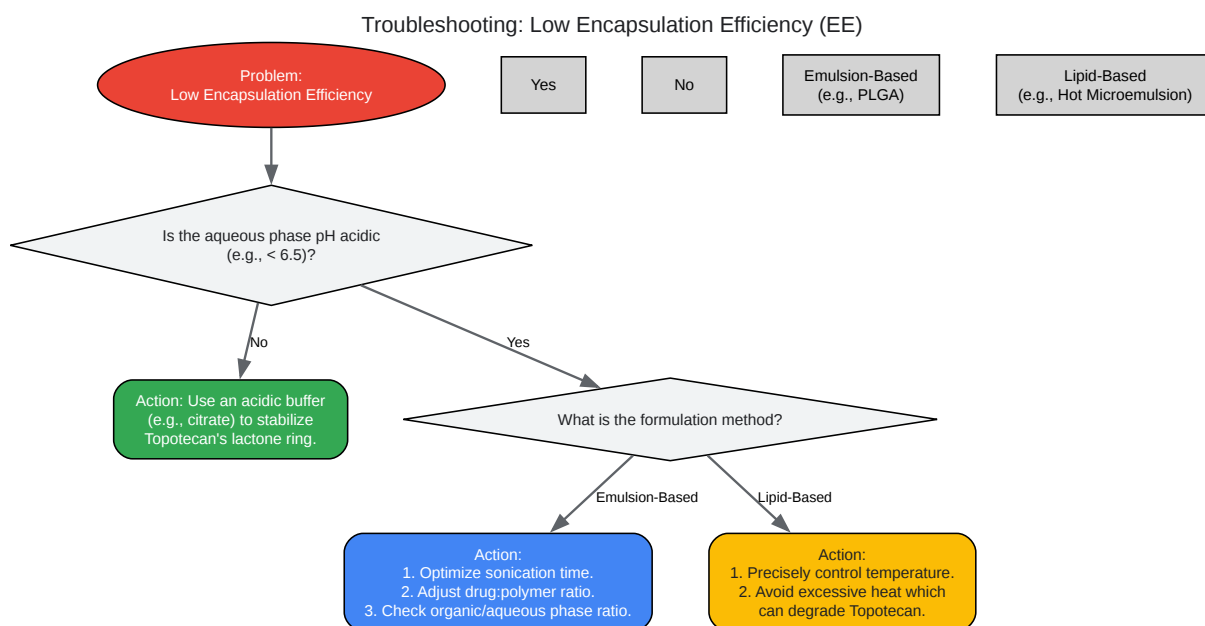 Troubleshooting: Low Encapsulation Efficiency (EE)
Problem:
Low Encapsulation Efficiency
Yes
No
Emulsion-Based
(e.g., PLGA)
Lipid-Based
(e.g., Hot Microemulsion)
Is the aqueous phase pH acidic
(e.g., < 6.5)?
No
Yes
Action: Use an acidic buffer
(e.g., citrate) to stabilize
Topotecan's lactone ring.
What is the formulation method?
Emulsion-Based
Lipid-Based
Action:
1. Optimize sonication time.
2. Adjust drug:polymer ratio.
3. Check organic/aqueous phase ratio.
Action:
1. Precisely control temperature.
2. Avoid excessive heat which
can degrade Topotecan.